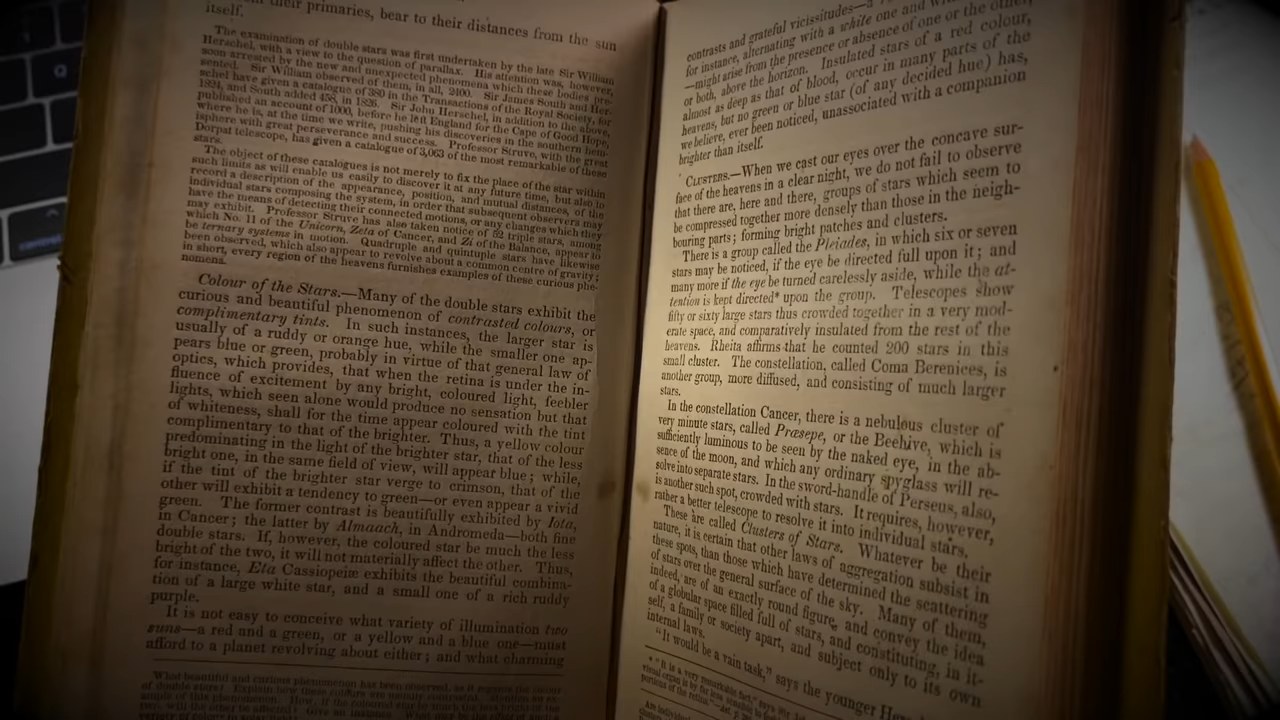 their primaries, bear to their distances from the sun
itself.
The examination of double stars was first undertaken by the late Sir William
Herschel, with a view to the question of parallax. His attention was, however,
soon arrested by the new and unexpected phenomena which these bodies pre-
sented. Sir William observed of them, in all, 2400. Sir James South and Her-
schel have given a catalogue of 380 in the Transactions of the Royal Society, for
1824, and South added 458, in 1826. Sir John Herschel, in addition to the above,
published an account of 1000, before he left England for the Cape of Good Hope,
where he is, at the time we write, pushing his discoveries in the southern hem-
isphere with great perseverance and success. Professor Struve, with the great
Dorpat telescope, has given a catalogue of 3,063 of the most remarkable of these
stars.
The object of these catalogues is not merely to fix the place of the star within
such limits as will enable us easily to discover it at any future time, but also to
record a description of the appearance, position, and mutual distances, of the
individual stars composing the system, in order that subsequent observers may
have the means of detecting their connected motions, or any changes which they
may exhibit. Professor Struve has also taken notice of 52 triple stars, among
which No. 11 of the Unicorn, Zeta of Cancer, and Zi of the Balance, appear to
be ternary systems in motion. Quadruple and quintuple stars have likewise
been observed, which also appear to revolve about a common centre of gravity;
in short, every region of the heavens furnishes examples of these curious phe-
nomena.
Colour of the Stars.—Many of the double stars exhibit the
curious and beautiful phenomenon of contrasted colours, or
complimentary tints. In such instances, the larger star is
usually of a ruddy or orange hue, while the smaller one ap-
pears blue or green, probably in virtue of that general law of
optics, which provides, that when the retina is under the in-
fluence of excitement by any bright, coloured light, feebler
lights, which seen alone would produce no sensation but that
of whiteness, shall for the time appear coloured with the tint
complimentary to that of the brighter. Thus, a yellow colour
predominating in the light of the brighter star, that of the less
bright one, in the same field of view, will appear blue; while,
if the tint of the brighter star verge to crimson, that of the
other will exhibit a tendency to green—or even appear a vivid
green. The former contrast is beautifully exhibited by Iota,
in Cancer; the latter by Almaach, in Andromeda—both fine
double stars. If, however, the coloured star be much the less
bright of the two, it will not materially affect the other. Thus,
for instance, Eta Cassiopeiæ exhibits the beautiful combina-
tion of a large white star, and a small one of a rich ruddy
purple.
It is not easy to conceive what variety of illumination two
suns—a red and a green, or a yellow and a blue one—must
afford to a planet revolving about either; and what charming
What beautiful and curious phenomenon has been observed, as it regards the colour
of double stars?
contrasts and grateful vicissitudes—a
for instance, alternating with a white one and
—might arise from the presence or absence of one or the other,
or both, above the horizon. Insulated stars of a red colour,
almost as deep as that of blood, occur in many parts of the
heavens, but no green or blue star (of any decided hue) has,
we believe, ever been noticed, unassociated with a companion
brighter than itself.
Clusters.—When we cast our eyes over the concave sur-
face of the heavens in a clear night, we do not fail to observe
that there are, here and there, groups of stars which seem to
be compressed together more densely than those in the neigh-
bouring parts; forming bright patches and clusters.
There is a group called the Pleiades, in which six or seven
stars may be noticed, if the eye be directed full upon it; and
many more if the eye be turned carelessly aside, while the at-
tention is kept directed* upon the group. Telescopes show
fifty or sixty large stars thus crowded together in a very mod-
erate space, and comparatively insulated from the rest of the
heavens. Rheita affirms that he counted 200 stars in this
small cluster. The constellation, called Coma Berenices, is
another group, more diffused, and consisting of much larger
stars.
In the constellation Cancer, there is a nebulous cluster of
very minute stars, called Præsepe, or the Beehive, which is
sufficiently luminous to be seen by the naked eye, in the ab-
sence of the moon, and which any ordinary spyglass will re-
solve into separate stars. In the sword-handle of Perseus, also,
is another such spot, crowded with stars. It requires, however,
rather a better telescope to resolve it into individual stars.
These are called Clusters of Stars. Whatever be their
nature, it is certain that other laws of aggregation subsist in
these spots, than those which have determined the scattering
of stars over the general surface of the sky. Many of them,
indeed, are of an exactly round figure, and convey the idea
of a globular space filled full of stars, and constituting, in it-
self, a family or society apart, and subject only to its own
internal laws.
"It would be a vain task," says the younger
* "It is a very remarkable fact," says
visual organ is by far less
portions of the retina."